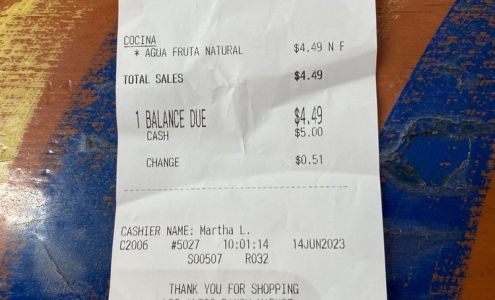 COCINA
* AGUA FRUTA NATURAL $4.49 N F
TOTAL SALES $4.49
1 BALANCE DUE $4.49
CASH $5.00
CHANGE $0.51
CASHIER NAME: Martha L.
C2006 #5027 10:01:14 14JUN2023
S00507 R032
THANK YOU FOR SHOPPING